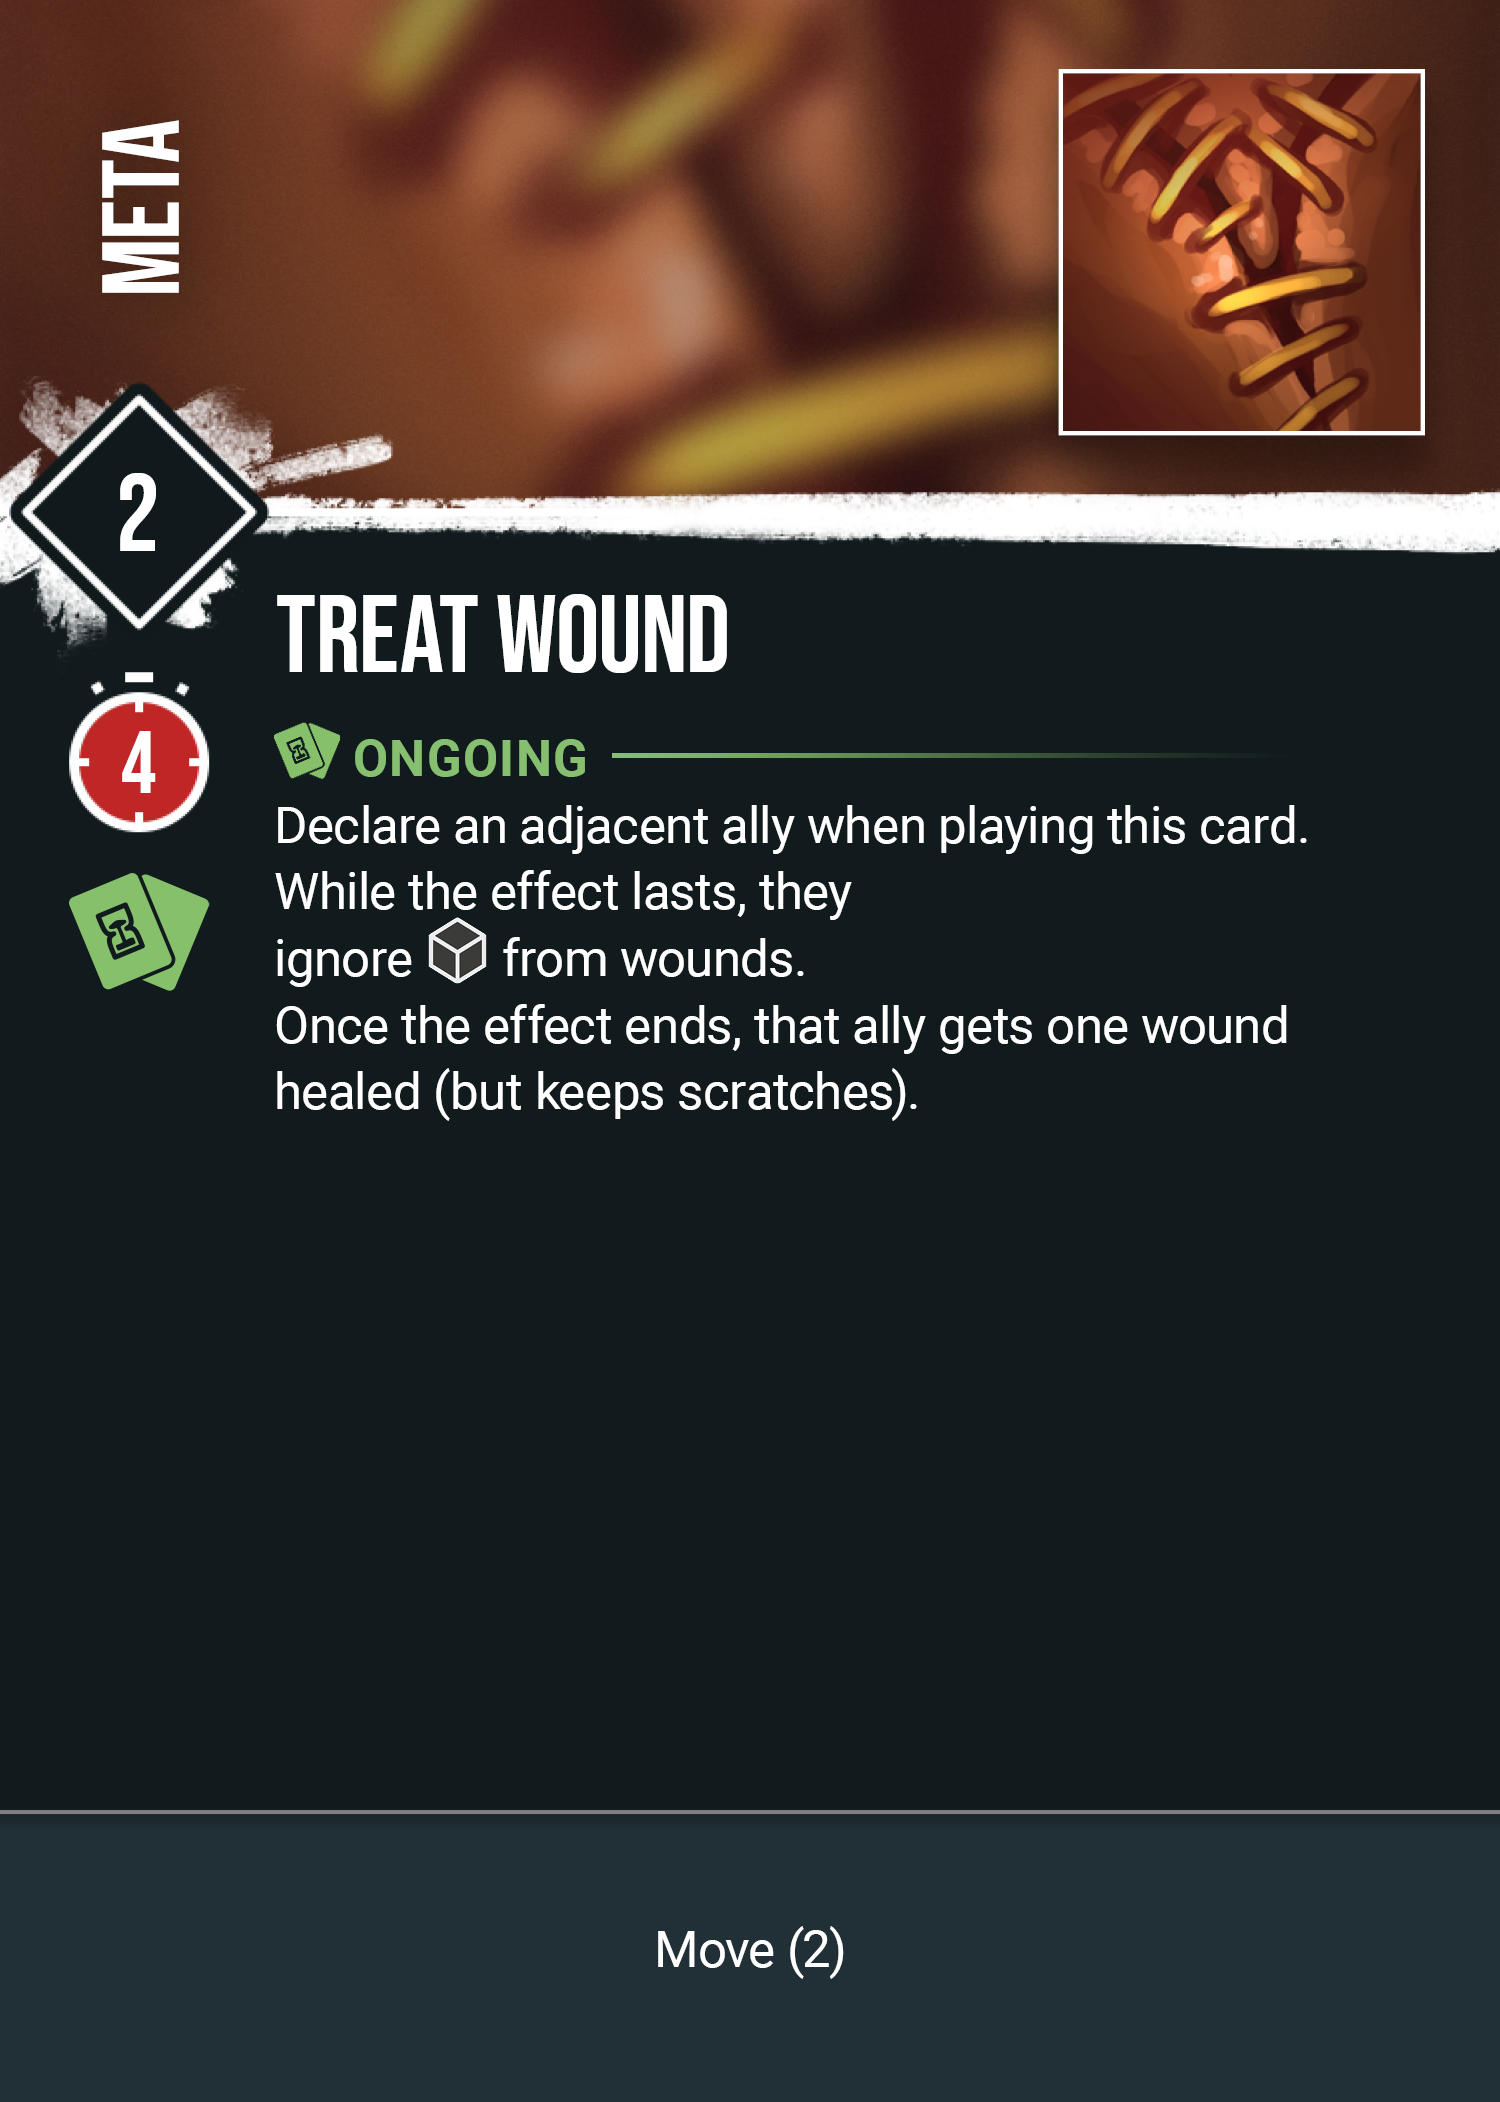 META
2
TREAT WOUND
4
ONGOING
Declare an adjacent ally when playing this card.
While the effect lasts, they
ignore from wounds.
Once the effect ends, that ally gets one wound
healed (but keeps scratches).
Move (2)